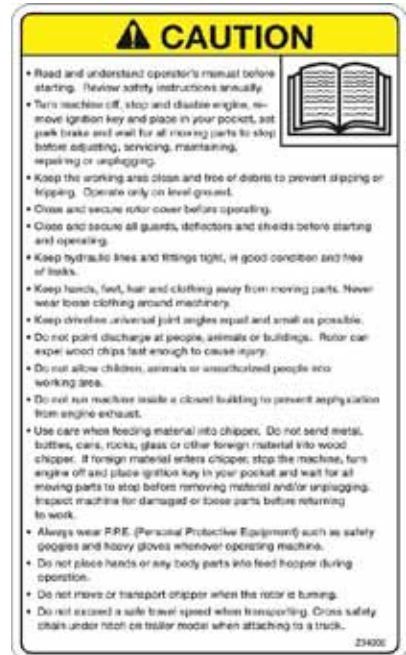 CAUTION
• Read and understand operator's manual before
starting. Review safety instructions annually.
• Turn machine off, stop and disable engine, re-
move ignition key and place in your pocket, set
park brake and wait for all moving parts to stop
before adjusting, servicing, maintaining,
repairing or unplugging.
• Keep the working area clean and free of debris to prevent slipping or
tripping. Operate only on level ground.
• Close and secure rotor cover before operating.
• Close and secure all guards, deflectors and shields before starting
and operating.
• Keep hydraulic lines and fittings tight, in good condition and free
of leaks.
• Keep hands, feet, hair and clothing away from moving parts. Never
wear loose clothing around machinery.
• Keep driveline universal joint angles equal and small as possible.
• Do not point discharge at people, animals or buildings. Rotor can
expel wood chips fast enough to cause injury.
• Do not allow children, animals or unauthorized people into
working area.
• Do not run machine inside a closed building to prevent asphyxiation
from engine exhaust.
• Use care when feeding material into chipper. Do not send metal,
bottles, cans, rocks, glass or other foreign material into wood
chipper. If foreign material enters chipper, stop the machine, turn
engine off and place ignition key in your pocket and wait for all
moving parts to stop before removing material and/or unplugging.
Inspect machine for damaged or loose parts before returning
to work.
• Always wear P.P.E. (Personal Protective Equipment) such as safety
goggles and heavy gloves whenever operating machine.
• Do not place hands or any body parts into feed hopper during
operation.
• Do not move or transport chipper when the rotor is turning.
• Do not exceed a safe travel speed when transporting. Cross safety
chain under hitch on trailer model when attaching to a truck.